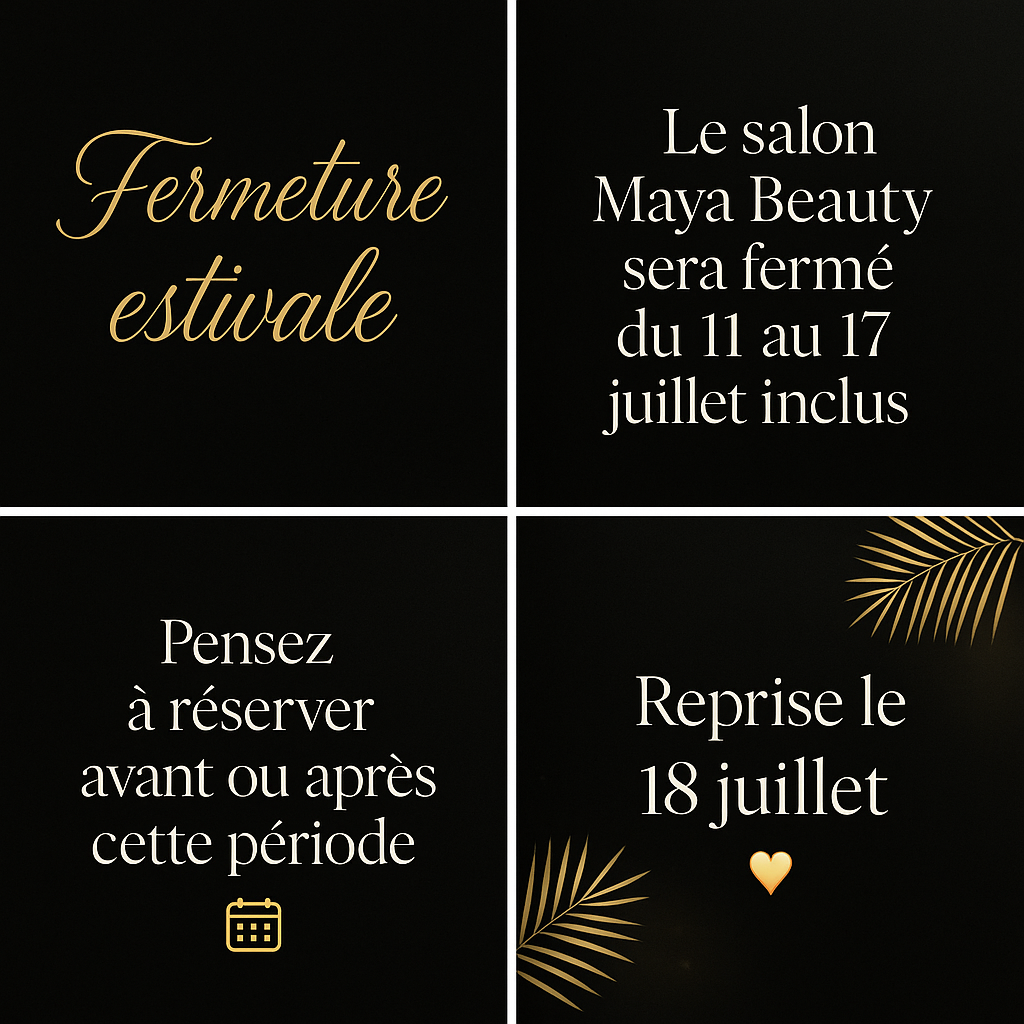 Fermeture
estivale
Le salon
Maya Beauty
sera fermé
du 11 au 17
juillet inclus
Pensez
à réserver
avant ou après
cette période
Reprise le
18 juillet